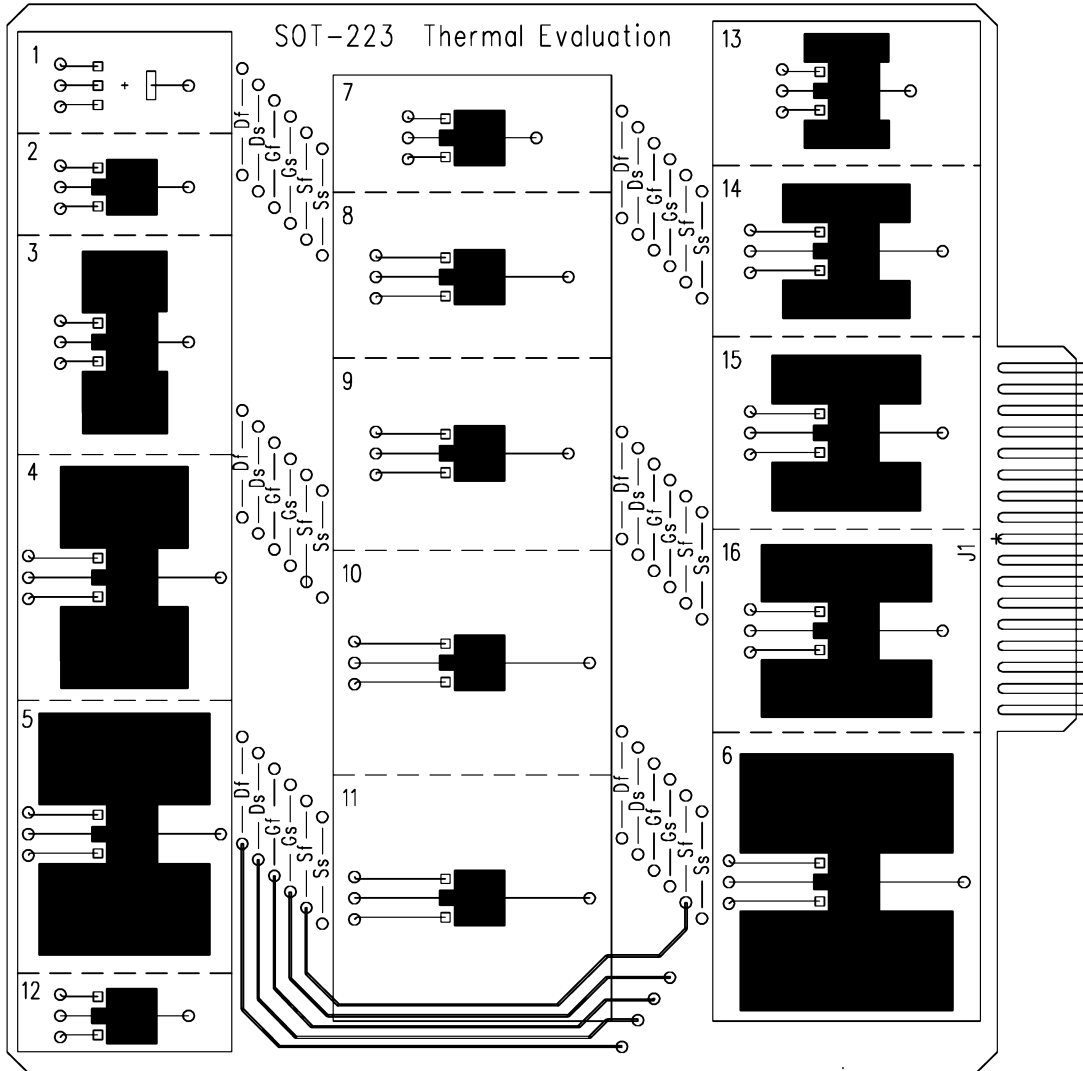 SOT-223 Thermal Evaluation
1
2
3
4
5
12
Df
Ds
Gf
Gs
Sf
Ss
Df
Ds
Gf
Gs
Sf
Ss
Df
Ds
Gf
Gs
Sf
Ss
7
8
9
10
11
Df
Ds
Gf
Gs
Sf
Ss
Df
Ds
Gf
Gs
Sf
Ss
Df
Ds
Gf
Gs
Sf
Ss
13
14
15
16
6
J1